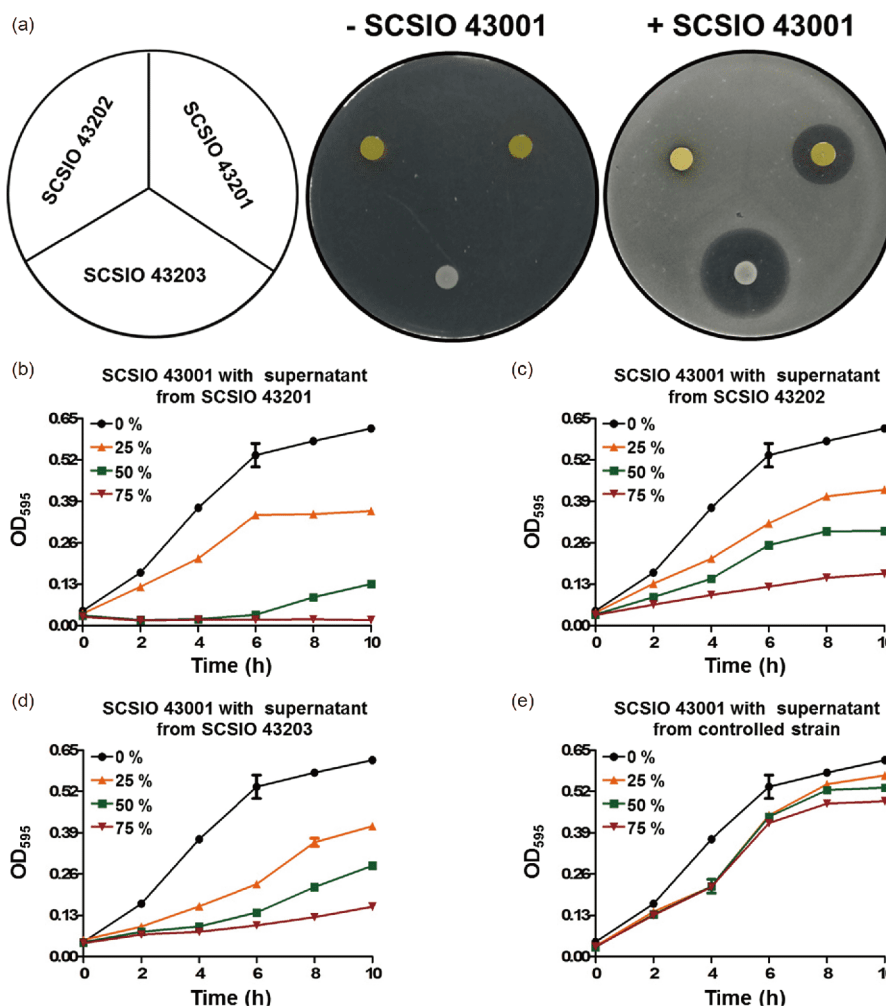 (a)
- SCSIO 43001
+ SCSIO 43001
SCSIO 43202
SCSIO 43201
SCSIO 43203
(b)
SCSIO 43001 with supernatant
from SCSIO 43201
0.65
0.52
0.39
0.26
0.13
0.00
OD595
0 %
25 %
50 %
75 %
0 2 4 6 8 10
Time (h)
(c)
SCSIO 43001 with supernatant
from SCSIO 43202
0.65
0.52
0.39
0.26
0.13
0.00
OD595
0 %
25 %
50 %
75 %
0 2 4 6 8 10
Time (h)
(d)
SCSIO 43001 with supernatant
from SCSIO 43203
0.65
0.52
0.39
0.26
0.13
0.00
OD595
0 %
25 %
50 %
75 %
0 2 4 6 8 10
Time (h)
(e)
SCSIO 43001 with supernatant
from controlled strain
0.65
0.52
0.39
0.26
0.13
0.00
OD595
0 %
25 %
50 %
75 %
0 2 4 6 8 10
Time (h)